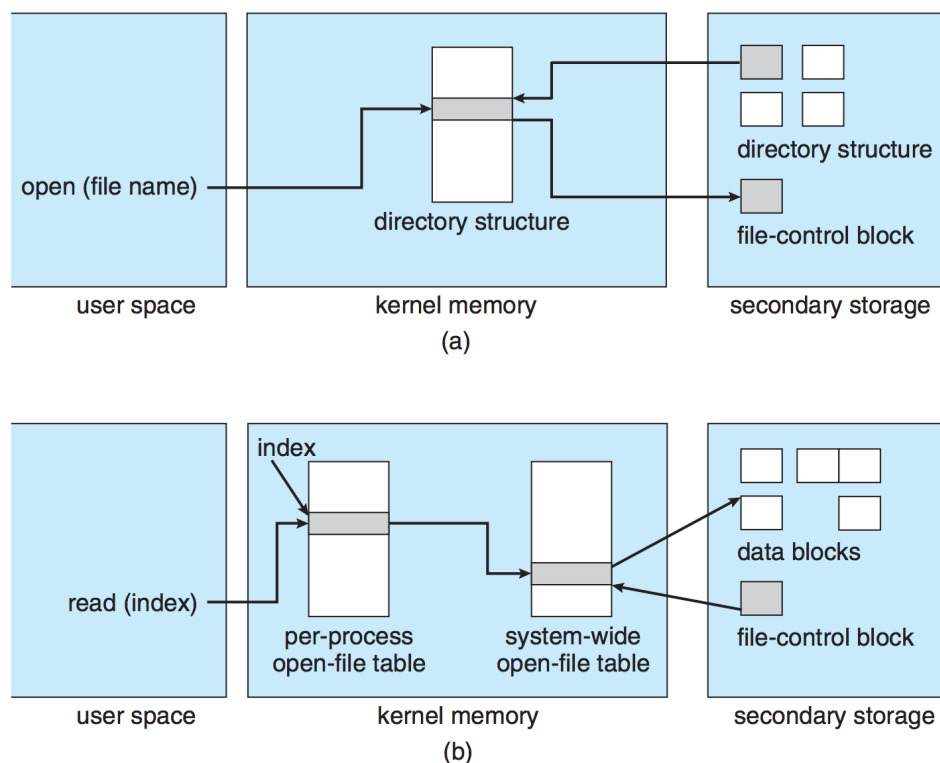 open (file name)
directory structure
directory structure
file-control block
user space
kernel memory
secondary storage
(a)
index
read (index)
per-process
open-file table
system-wide
open-file table
data blocks
file-control block
user space
kernel memory
secondary storage
(b)